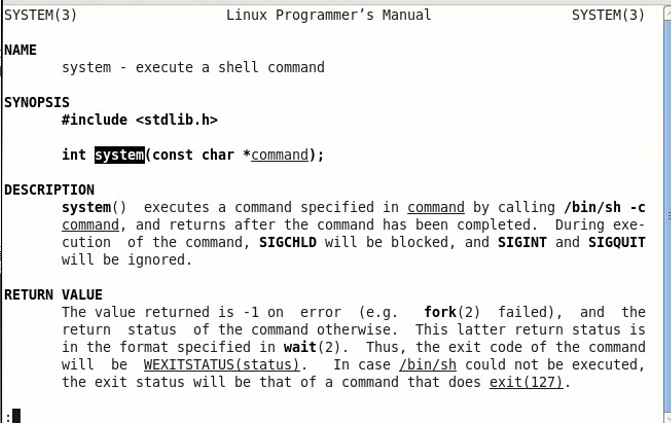 SYSTEM(3) Linux Programmer’s Manual SYSTEM(3)
NAME
system - execute a shell command
SYNOPSIS
#include <stdlib.h>
int system(const char *command);
DESCRIPTION
system() executes a command specified in command by calling /bin/sh -c
command, and returns after the command has been completed. During exe-
cution of the command, SIGCHLD will be blocked, and SIGINT and SIGQUIT
will be ignored.
RETURN VALUE
The value returned is -1 on error (e.g. fork(2) failed), and the
return status of the command otherwise. This latter return status is
in the format specified in wait(2). Thus, the exit code of the command
will be WEXITSTATUS(status). In case /bin/sh could not be executed,
the exit status will be that of a command that does exit(127).
: